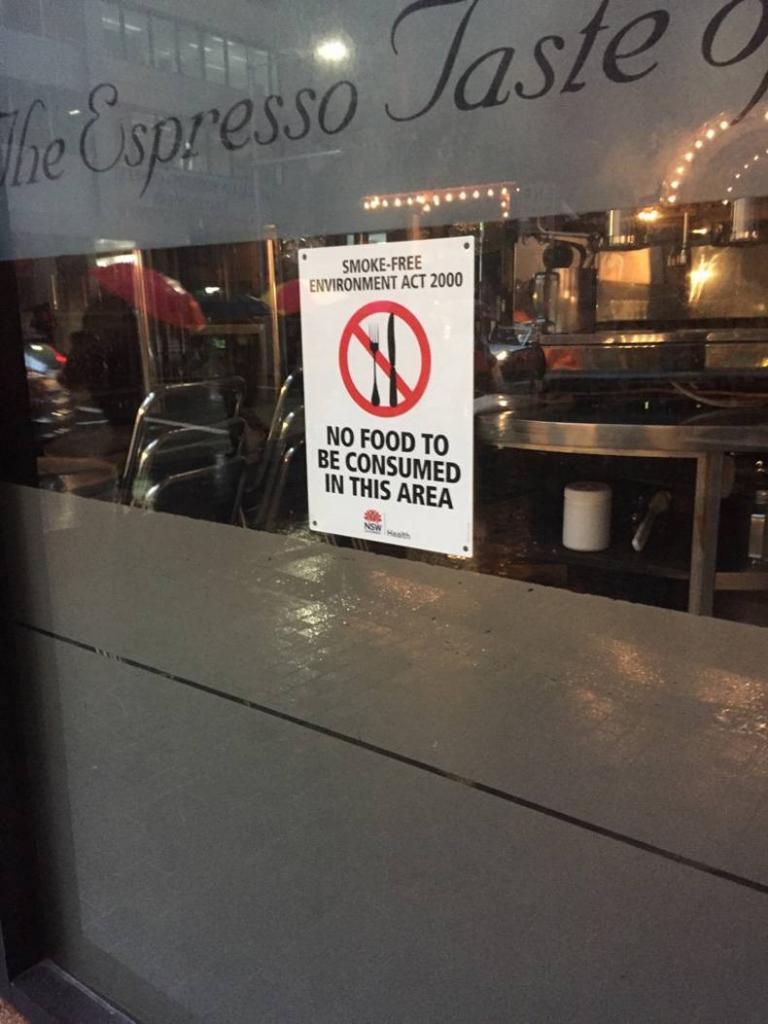 The Espresso Taste o
SMOKE-FREE
ENVIRONMENT ACT 2000
NO FOOD TO
BE CONSUMED
IN THIS AREA
NSW
Health